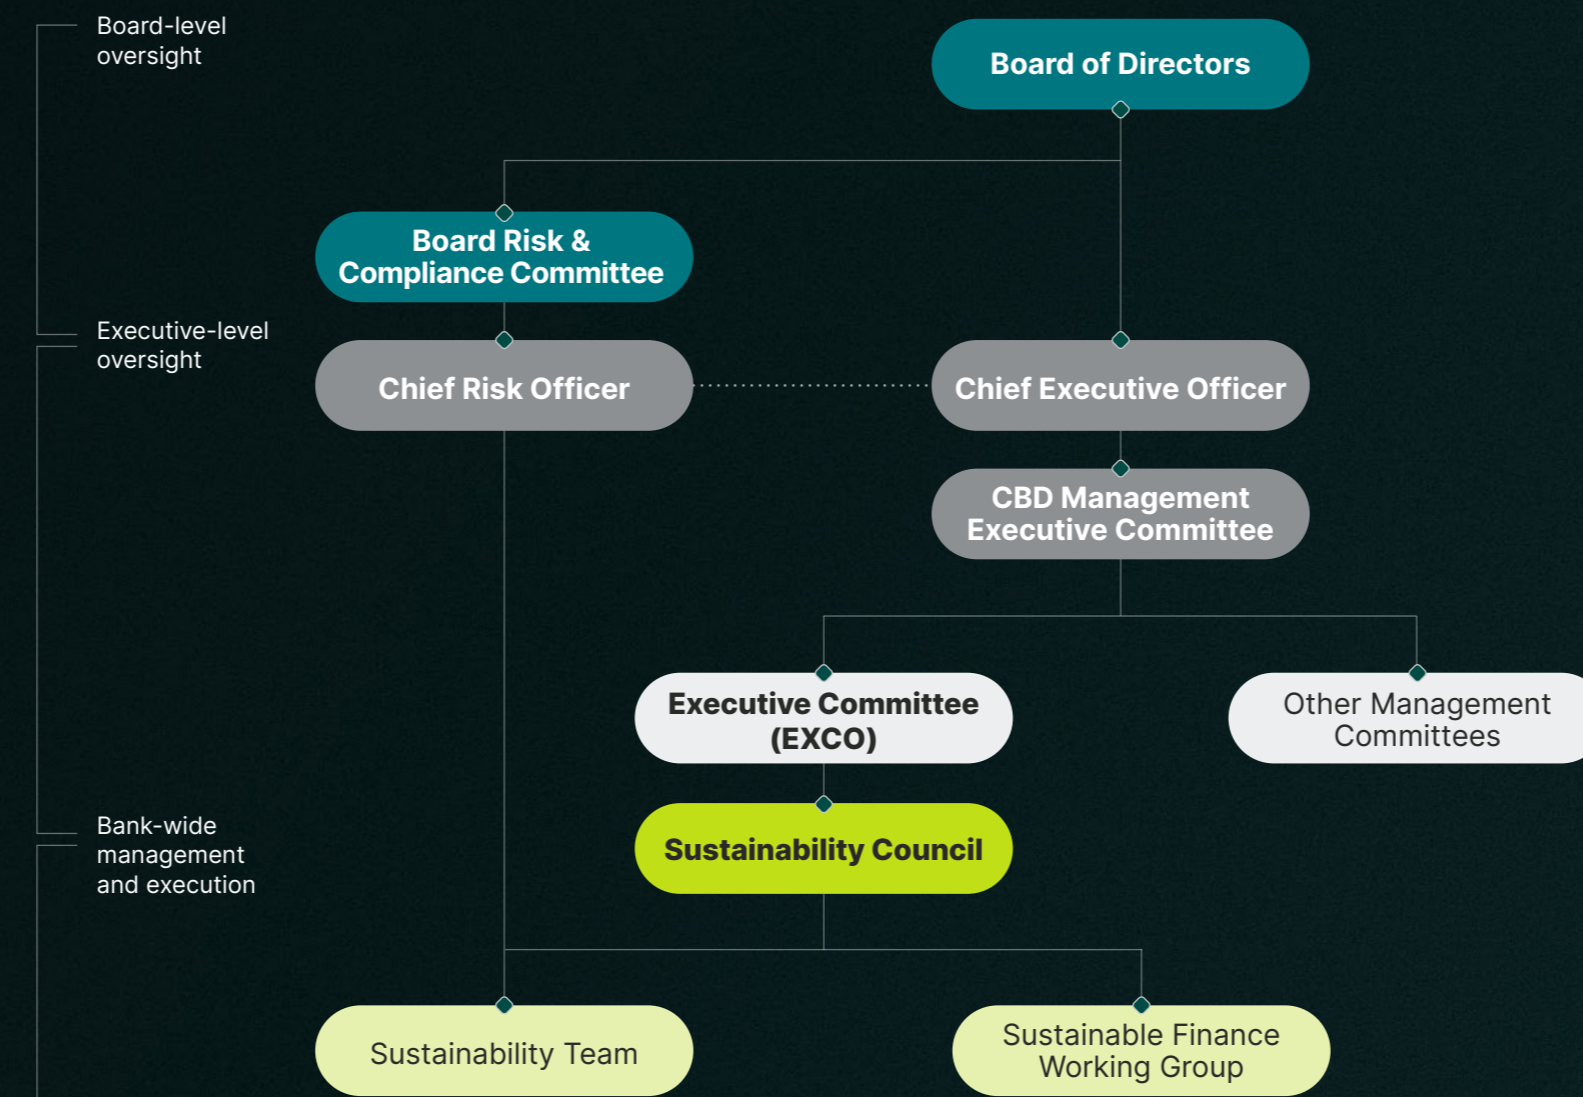 Board-level
oversight
Board of Directors
Board Risk &
Compliance Committee
Executive-level
oversight
Chief Risk Officer
Chief Executive Officer
CBD Management
Executive Committee
Executive Committee
(EXCO)
Other Management
Committees
Bank-wide
management
and execution
Sustainability Council
Sustainability Team
Sustainable Finance
Working Group